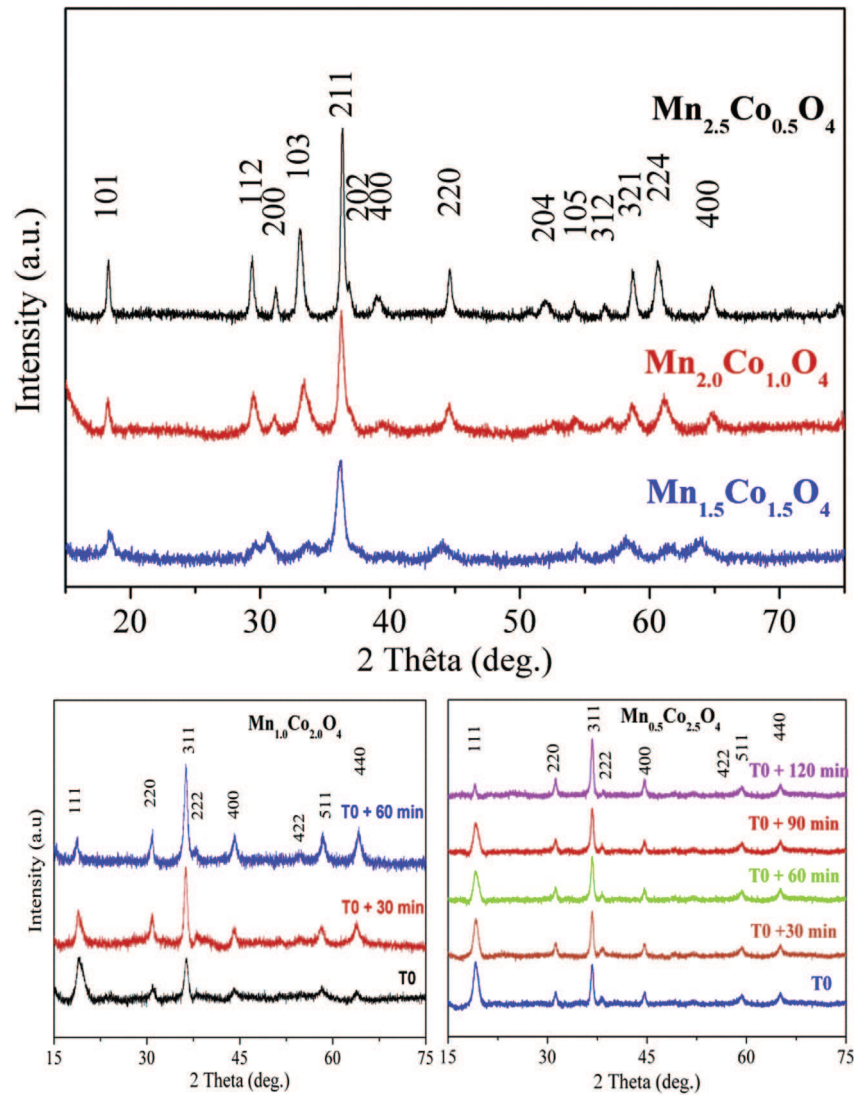 Intensity (a.u.)
101
112
200
103
211
202
400
220
204
105
312
321
224
400
Mn2.5Co0.5O4
Mn2.0Co1.0O4
Mn1.5Co1.5O4
20 30 40 50 60 70
2 Thêta (deg.)
Intensity (a.u)
Mn1.0Co2.0O4
111
220
311
222
400
422
511
440
T0 + 60 min
T0 + 30 min
T0
15 30 45 60 75
2 Theta (deg.)
Mn0.5Co2.5O4
111
220
311
222
400
422
511
440
T0 + 120 min
T0 + 90 min
T0 + 60 min
T0 +30 min
T0
15 30 45 60 75
2 Theta (deg.)